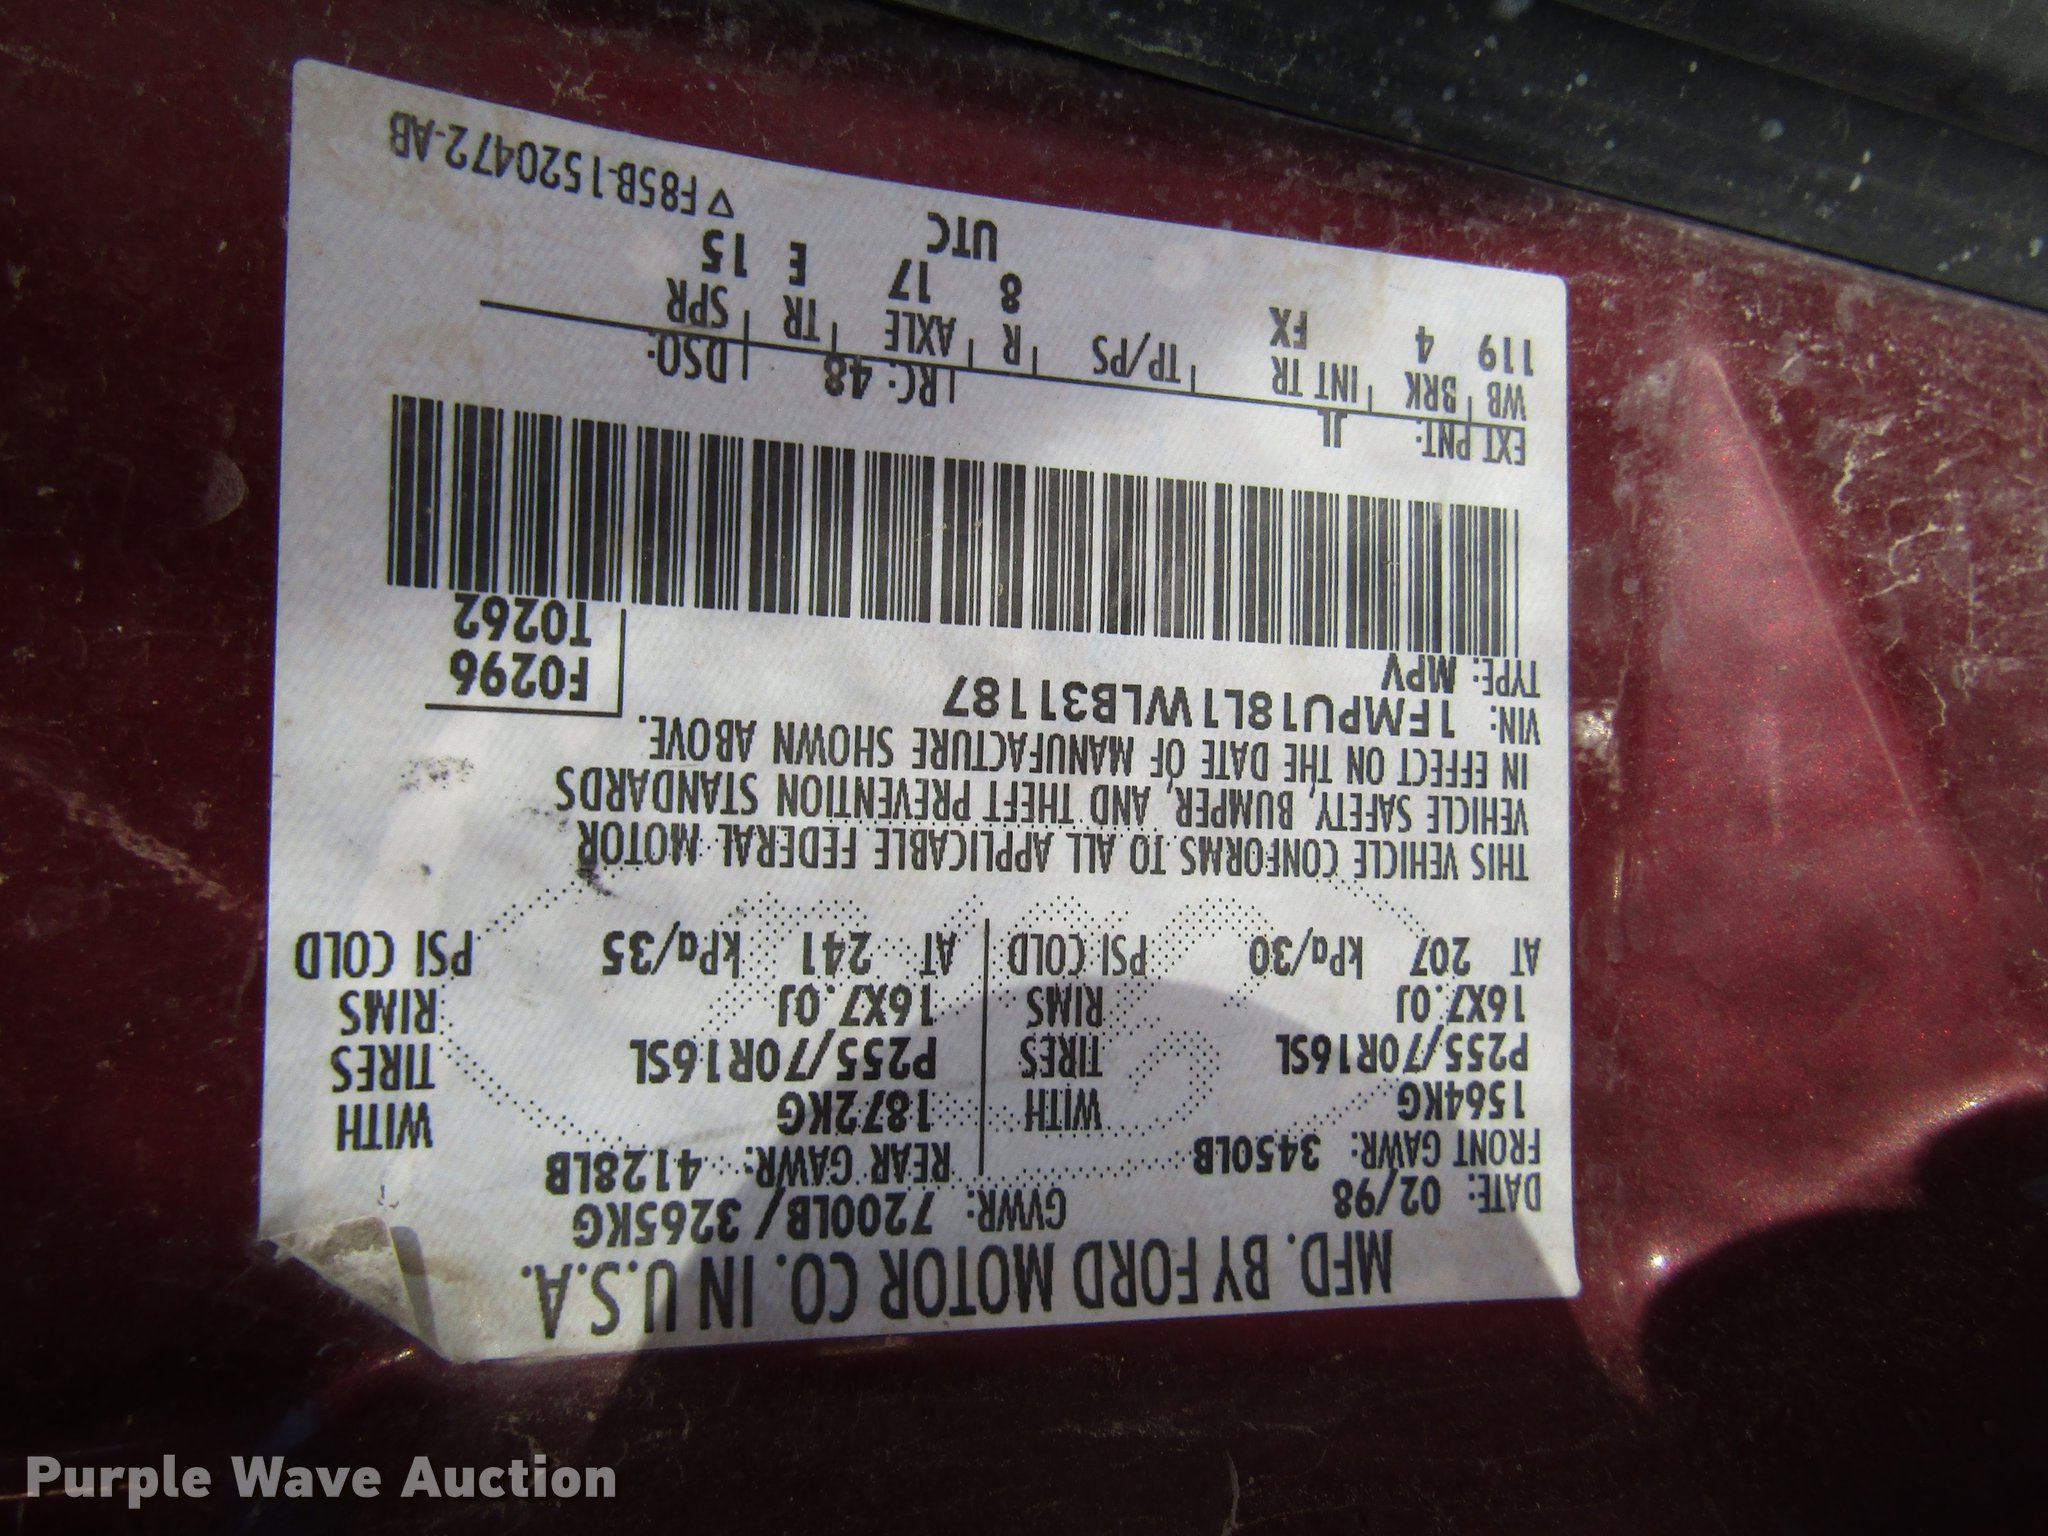 MFD. BY FORD MOTOR CO. IN U.S.A.
DATE: 02/98 GVWR: 7200LB/ 3265KG
FRONT GAWR: 3450LB REAR GAWR: 4128LB
1564KG WITH 1872KG WITH
P255/70R16SL TIRES P255/70R16SL TIRES
16X7.0J RIMS 16X7.0J RIMS
AT 207 kPa/30 PSI COLD AT 241 kPa/35 PSI COLD
THIS VEHICLE CONFORMS TO ALL APPLICABLE FEDERAL MOTOR
VEHICLE SAFETY, BUMPER, AND THEFT PREVENTION STANDARDS
IN EFFECT ON THE DATE OF MANUFACTURE SHOWN ABOVE.
VIN: 1FMPU18L1WLB31187 F0296
TYPE: MPV T0262
EXT PNT: JL RC: 48 DSO:
WB BRK INT TR TP/PS R AXLE TR SPR
119 4 FX 8 17 E 15
UTC
▽ F85B-1520472-AB
Purple Wave Auction